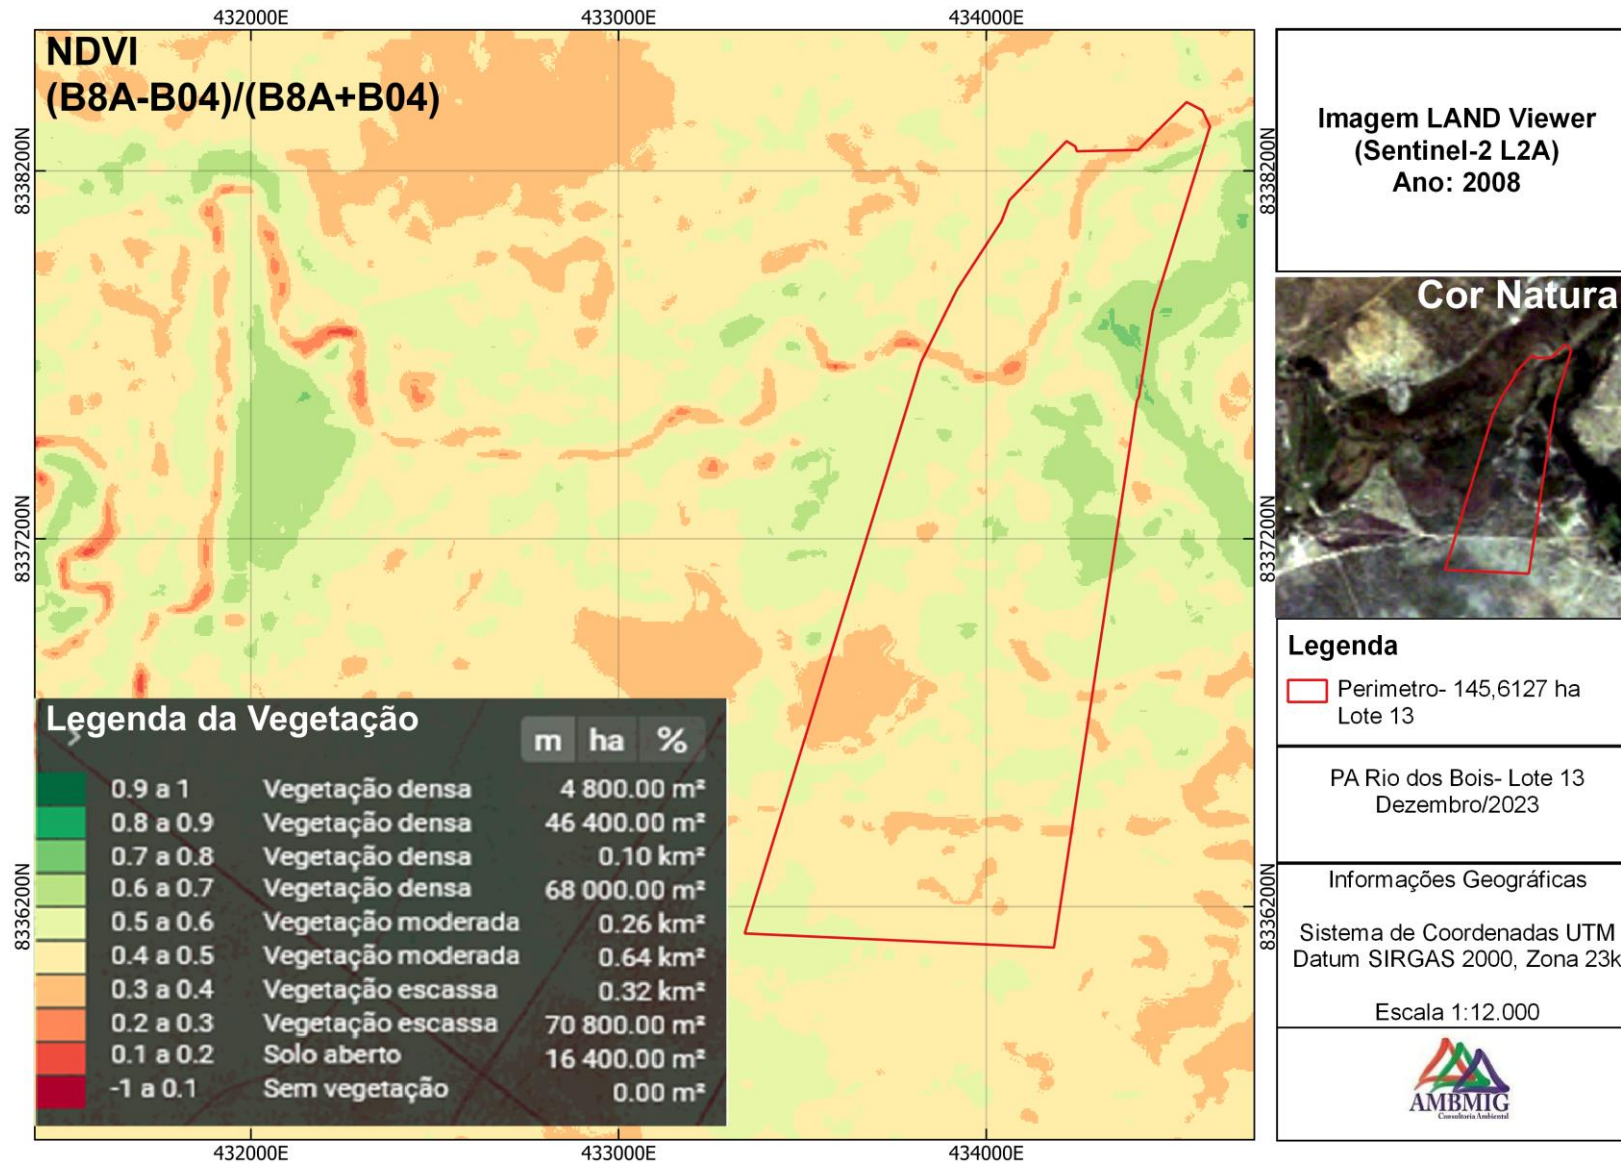 432000E 433000E 434000E
NDVI
(B8A-B04)/(B8A+B04)
8338200N
8337200N
8336200N
8338200N
8337200N
8336200N
Legenda da Vegetação
m ha %
0.9 a 1 Vegetação densa 4 800.00 m²
0.8 a 0.9 Vegetação densa 46 400.00 m²
0.7 a 0.8 Vegetação densa 0.10 km²
0.6 a 0.7 Vegetação densa 68 000.00 m²
0.5 a 0.6 Vegetação moderada 0.26 km²
0.4 a 0.5 Vegetação moderada 0.64 km²
0.3 a 0.4 Vegetação escassa 0.32 km²
0.2 a 0.3 Vegetação escassa 70 800.00 m²
0.1 a 0.2 Solo aberto 16 400.00 m²
-1 a 0.1 Sem vegetação 0.00 m²
432000E 433000E 434000E
Imagem LAND Viewer
(Sentinel-2 L2A)
Ano: 2008
Cor Natura
Legenda
Perimetro- 145,6127 ha
Lote 13
PA Rio dos Bois- Lote 13
Dezembro/2023
Informações Geográficas
Sistema de Coordenadas UTM
Datum SIRGAS 2000, Zona 23k
Escala 1:12.000
AMBMIG
Consultoria Ambiental